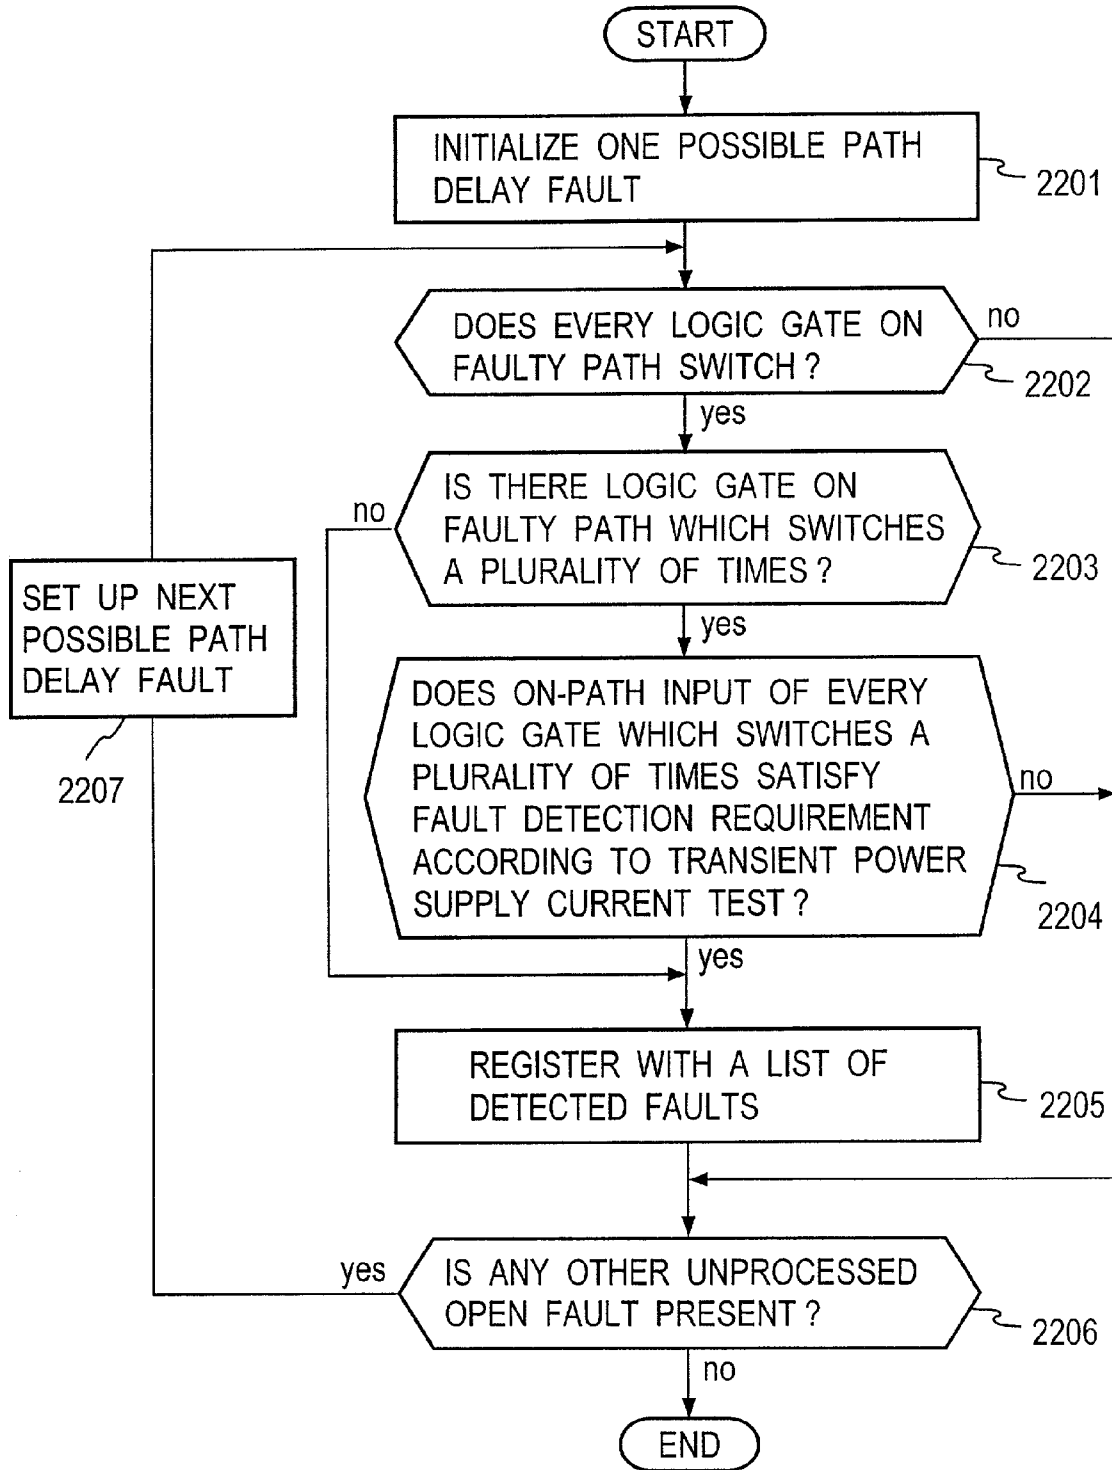 START
INITIALIZE ONE POSSIBLE PATH
DELAY FAULT
2201
DOES EVERY LOGIC GATE ON
FAULTY PATH SWITCH ?
no
2202
yes
IS THERE LOGIC GATE ON
FAULTY PATH WHICH SWITCHES
A PLURALITY OF TIMES ?
no
2203
yes
SET UP NEXT
POSSIBLE PATH
DELAY FAULT
2207
DOES ON-PATH INPUT OF EVERY
LOGIC GATE WHICH SWITCHES A
PLURALITY OF TIMES SATISFY
FAULT DETECTION REQUIREMENT
ACCORDING TO TRANSIENT POWER
SUPPLY CURRENT TEST ?
no
2204
yes
REGISTER WITH A LIST OF
DETECTED FAULTS
2205
IS ANY OTHER UNPROCESSED
OPEN FAULT PRESENT ?
yes
2206
no
END